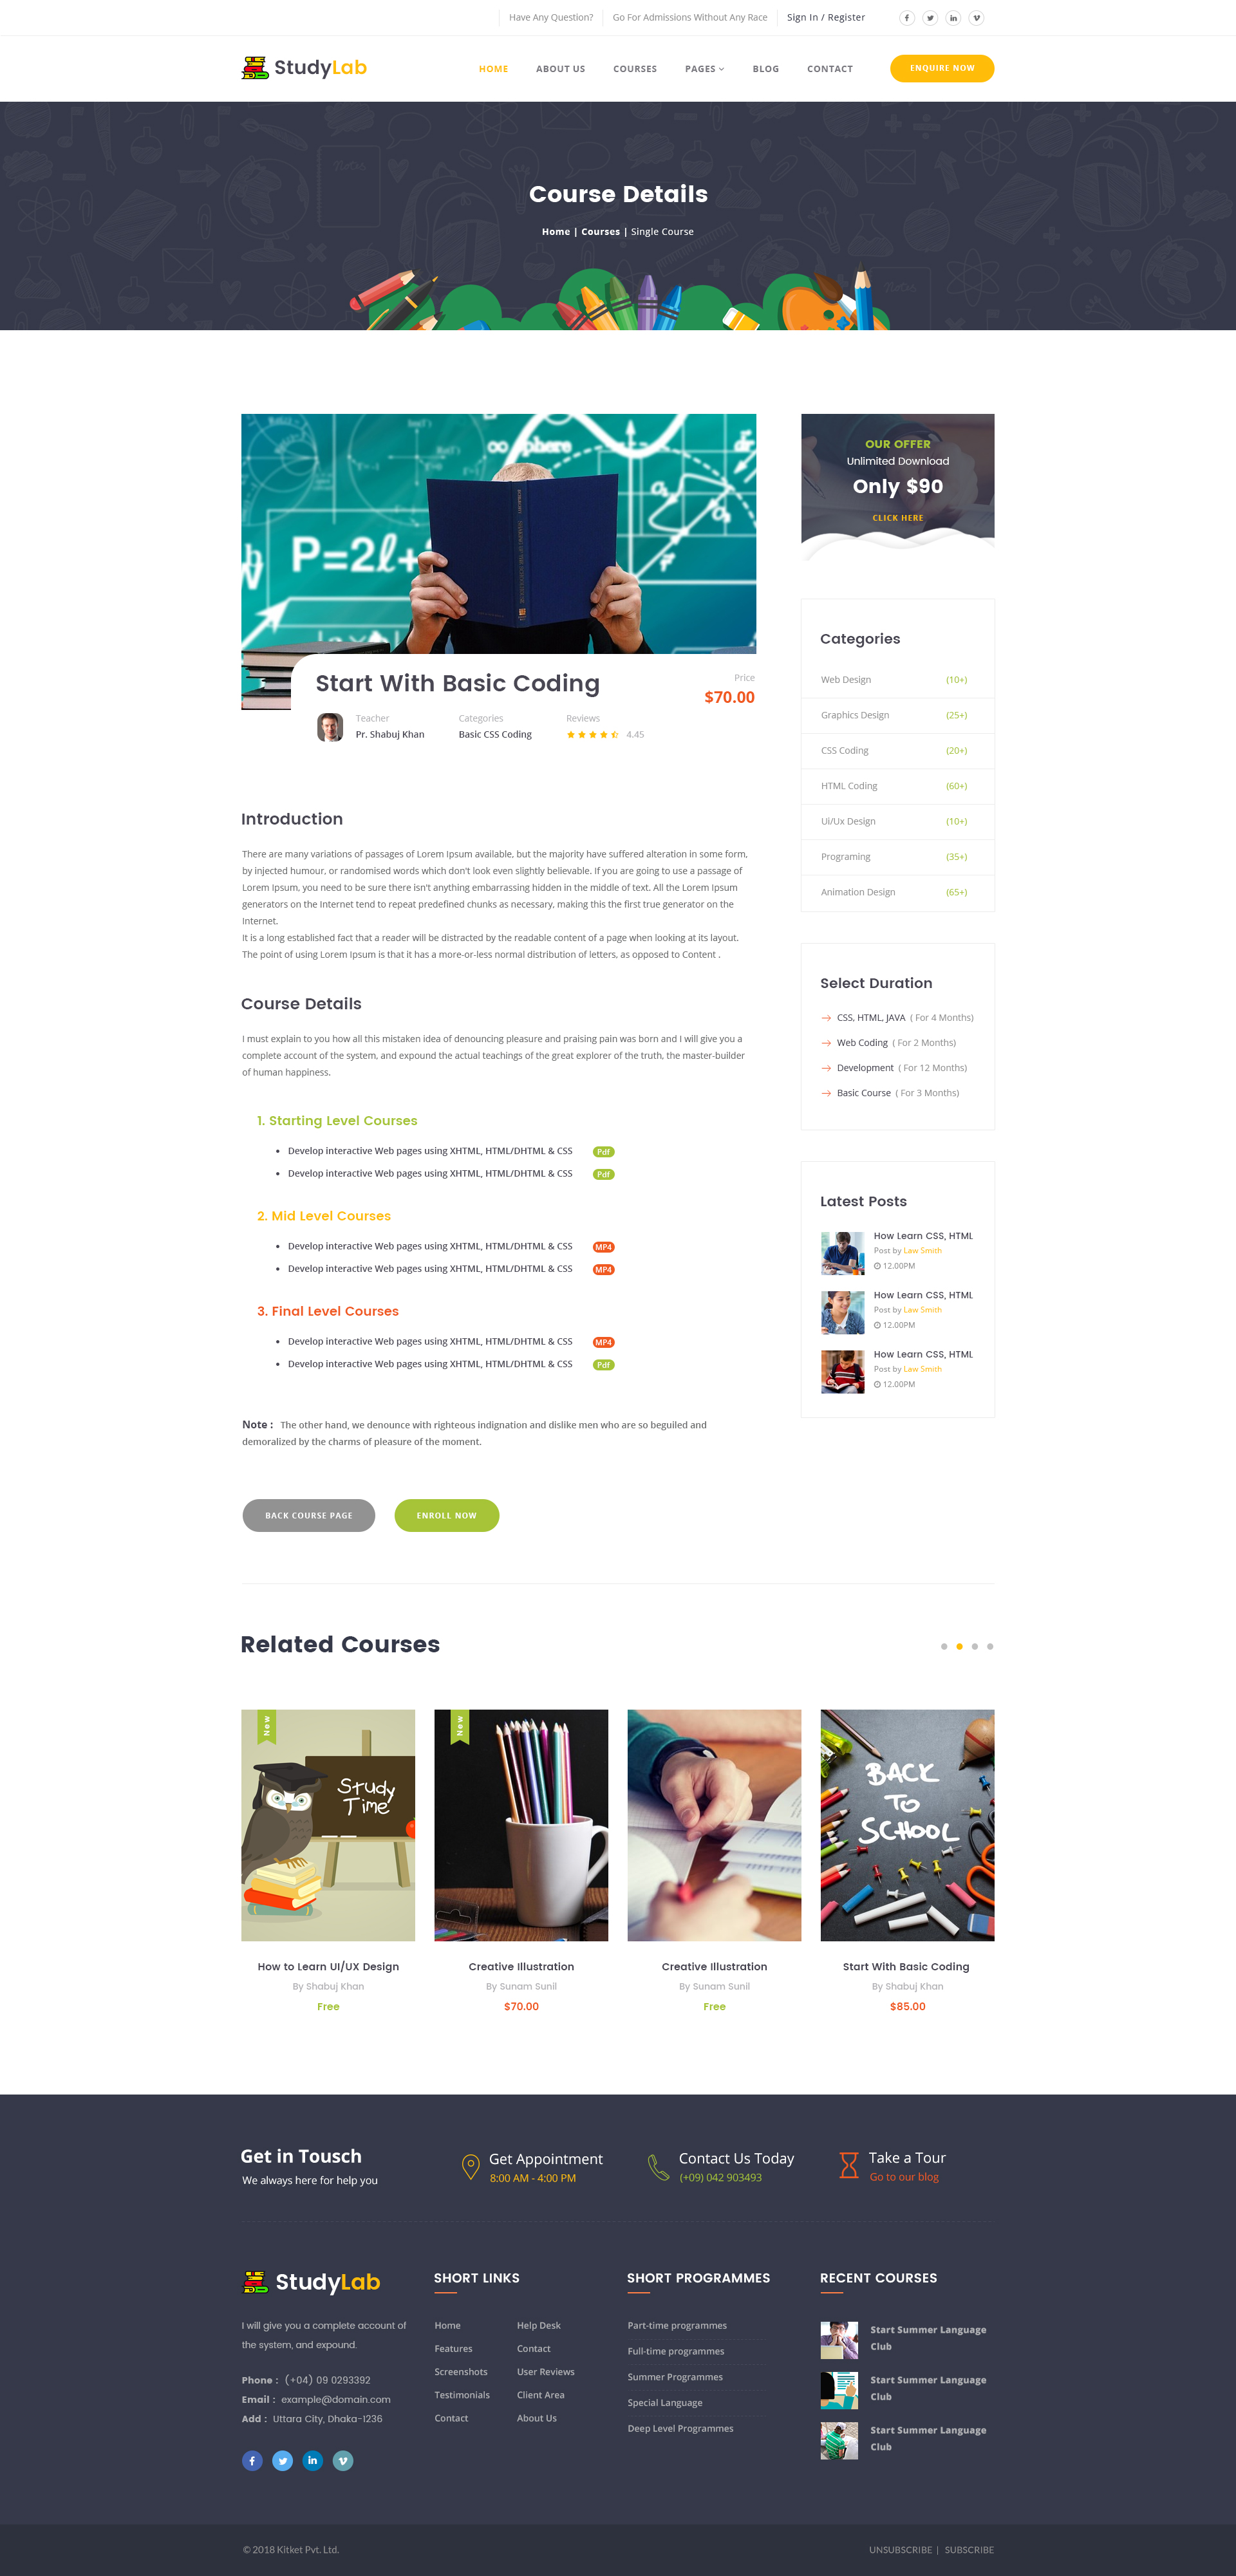 Have Any Question? Go For Admissions Without Any Race Sign In / Register
StudyLab HOME ABOUT US COURSES PAGES BLOG CONTACT ENQUIRE NOW
Course Details
Home | Courses | Single Course
OUR OFFER
Unlimited Download
Only $90
CLICK HERE
Start With Basic Coding
Price
$70.00
Teacher
Pr. Shabuj Khan
Categories
Basic CSS Coding
Reviews
4.45
Introduction
There are many variations of passages of Lorem Ipsum available, but the majority have suffered alteration in some form,
by injected humour, or randomised words which don't look even slightly believable. If you are going to use a passage of
Lorem Ipsum, you need to be sure there isn't anything embarrassing hidden in the middle of text. All the Lorem Ipsum
generators on the Internet tend to repeat predefined chunks as necessary, making this the first true generator on the
Internet.
It is a long established fact that a reader will be distracted by the readable content of a page when looking at its layout.
The point of using Lorem Ipsum is that it has a more-or-less normal distribution of letters, as opposed to Content .
Course Details
I must explain to you how all this mistaken idea of denouncing pleasure and praising pain was born and I will give you a
complete account of the system, and expound the actual teachings of the great explorer of the truth, the master-builder
of human happiness.
1. Starting Level Courses
• Develop interactive Web pages using XHTML, HTML/DHTML & CSS Pdf
• Develop interactive Web pages using XHTML, HTML/DHTML & CSS Pdf
2. Mid Level Courses
• Develop interactive Web pages using XHTML, HTML/DHTML & CSS MP4
• Develop interactive Web pages using XHTML, HTML/DHTML & CSS MP4
3. Final Level Courses
• Develop interactive Web pages using XHTML, HTML/DHTML & CSS MP4
• Develop interactive Web pages using XHTML, HTML/DHTML & CSS Pdf
Note : The other hand, we denounce with righteous indignation and dislike men who are so beguiled and
demoralized by the charms of pleasure of the moment.
BACK COURSE PAGE ENROLL NOW
Categories
Web Design (10+)
Graphics Design (25+)
CSS Coding (20+)
HTML Coding (60+)
Ui/Ux Design (10+)
Programing (35+)
Animation Design (65+)
Select Duration
CSS, HTML, JAVA ( For 4 Months)
Web Coding ( For 2 Months)
Development ( For 12 Months)
Basic Course ( For 3 Months)
Latest Posts
How Learn CSS, HTML
Post by Law Smith
12.00PM
How Learn CSS, HTML
Post by Law Smith
12.00PM
How Learn CSS, HTML
Post by Law Smith
12.00PM
Related Courses
New
Study
Time
How to Learn UI/UX Design
By Shabuj Khan
Free
New
Creative Illustration
By Sunam Sunil
$70.00
Creative Illustration
By Sunam Sunil
Free
BACK
TO
SCHOOL
Start With Basic Coding
By Shabuj Khan
$85.00
Get in Tousch
We always here for help you
Get Appointment
8:00 AM - 4:00 PM
Contact Us Today
(+09) 042 903493
Take a Tour
Go to our blog
StudyLab
I will give you a complete account of
the system, and expound.
Phone : (+04) 09 0293392
Email : example@domain.com
Add : Uttara City, Dhaka-1236
SHORT LINKS
Home
Features
Screenshots
Testimonials
Contact
Help Desk
Contact
User Reviews
Client Area
About Us
SHORT PROGRAMMES
Part-time programmes
Full-time programmes
Summer Programmes
Special Language
Deep Level Programmes
RECENT COURSES
Start Summer Language
Club
Start Summer Language
Club
Start Summer Language
Club
© 2018 Kitket Pvt. Ltd.
UNSUBSCRIBE | SUBSCRIBE